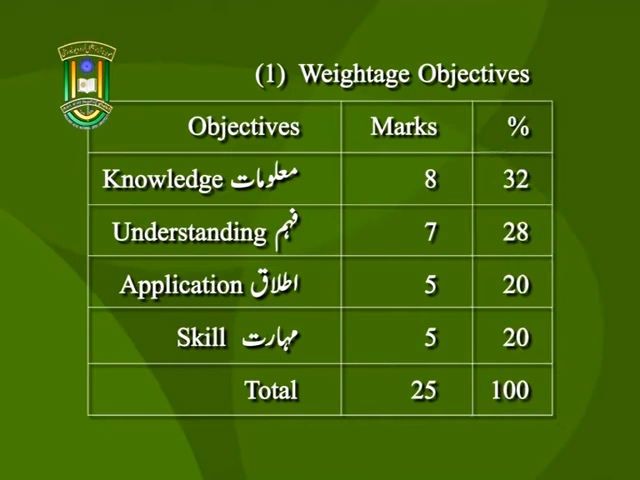 (1) Weightage Objectives
Objectives Marks %
Knowledge معلومات 8 32
Understanding فہم 7 28
Application اطلاق 5 20
Skill مہارت 5 20
Total 25 100